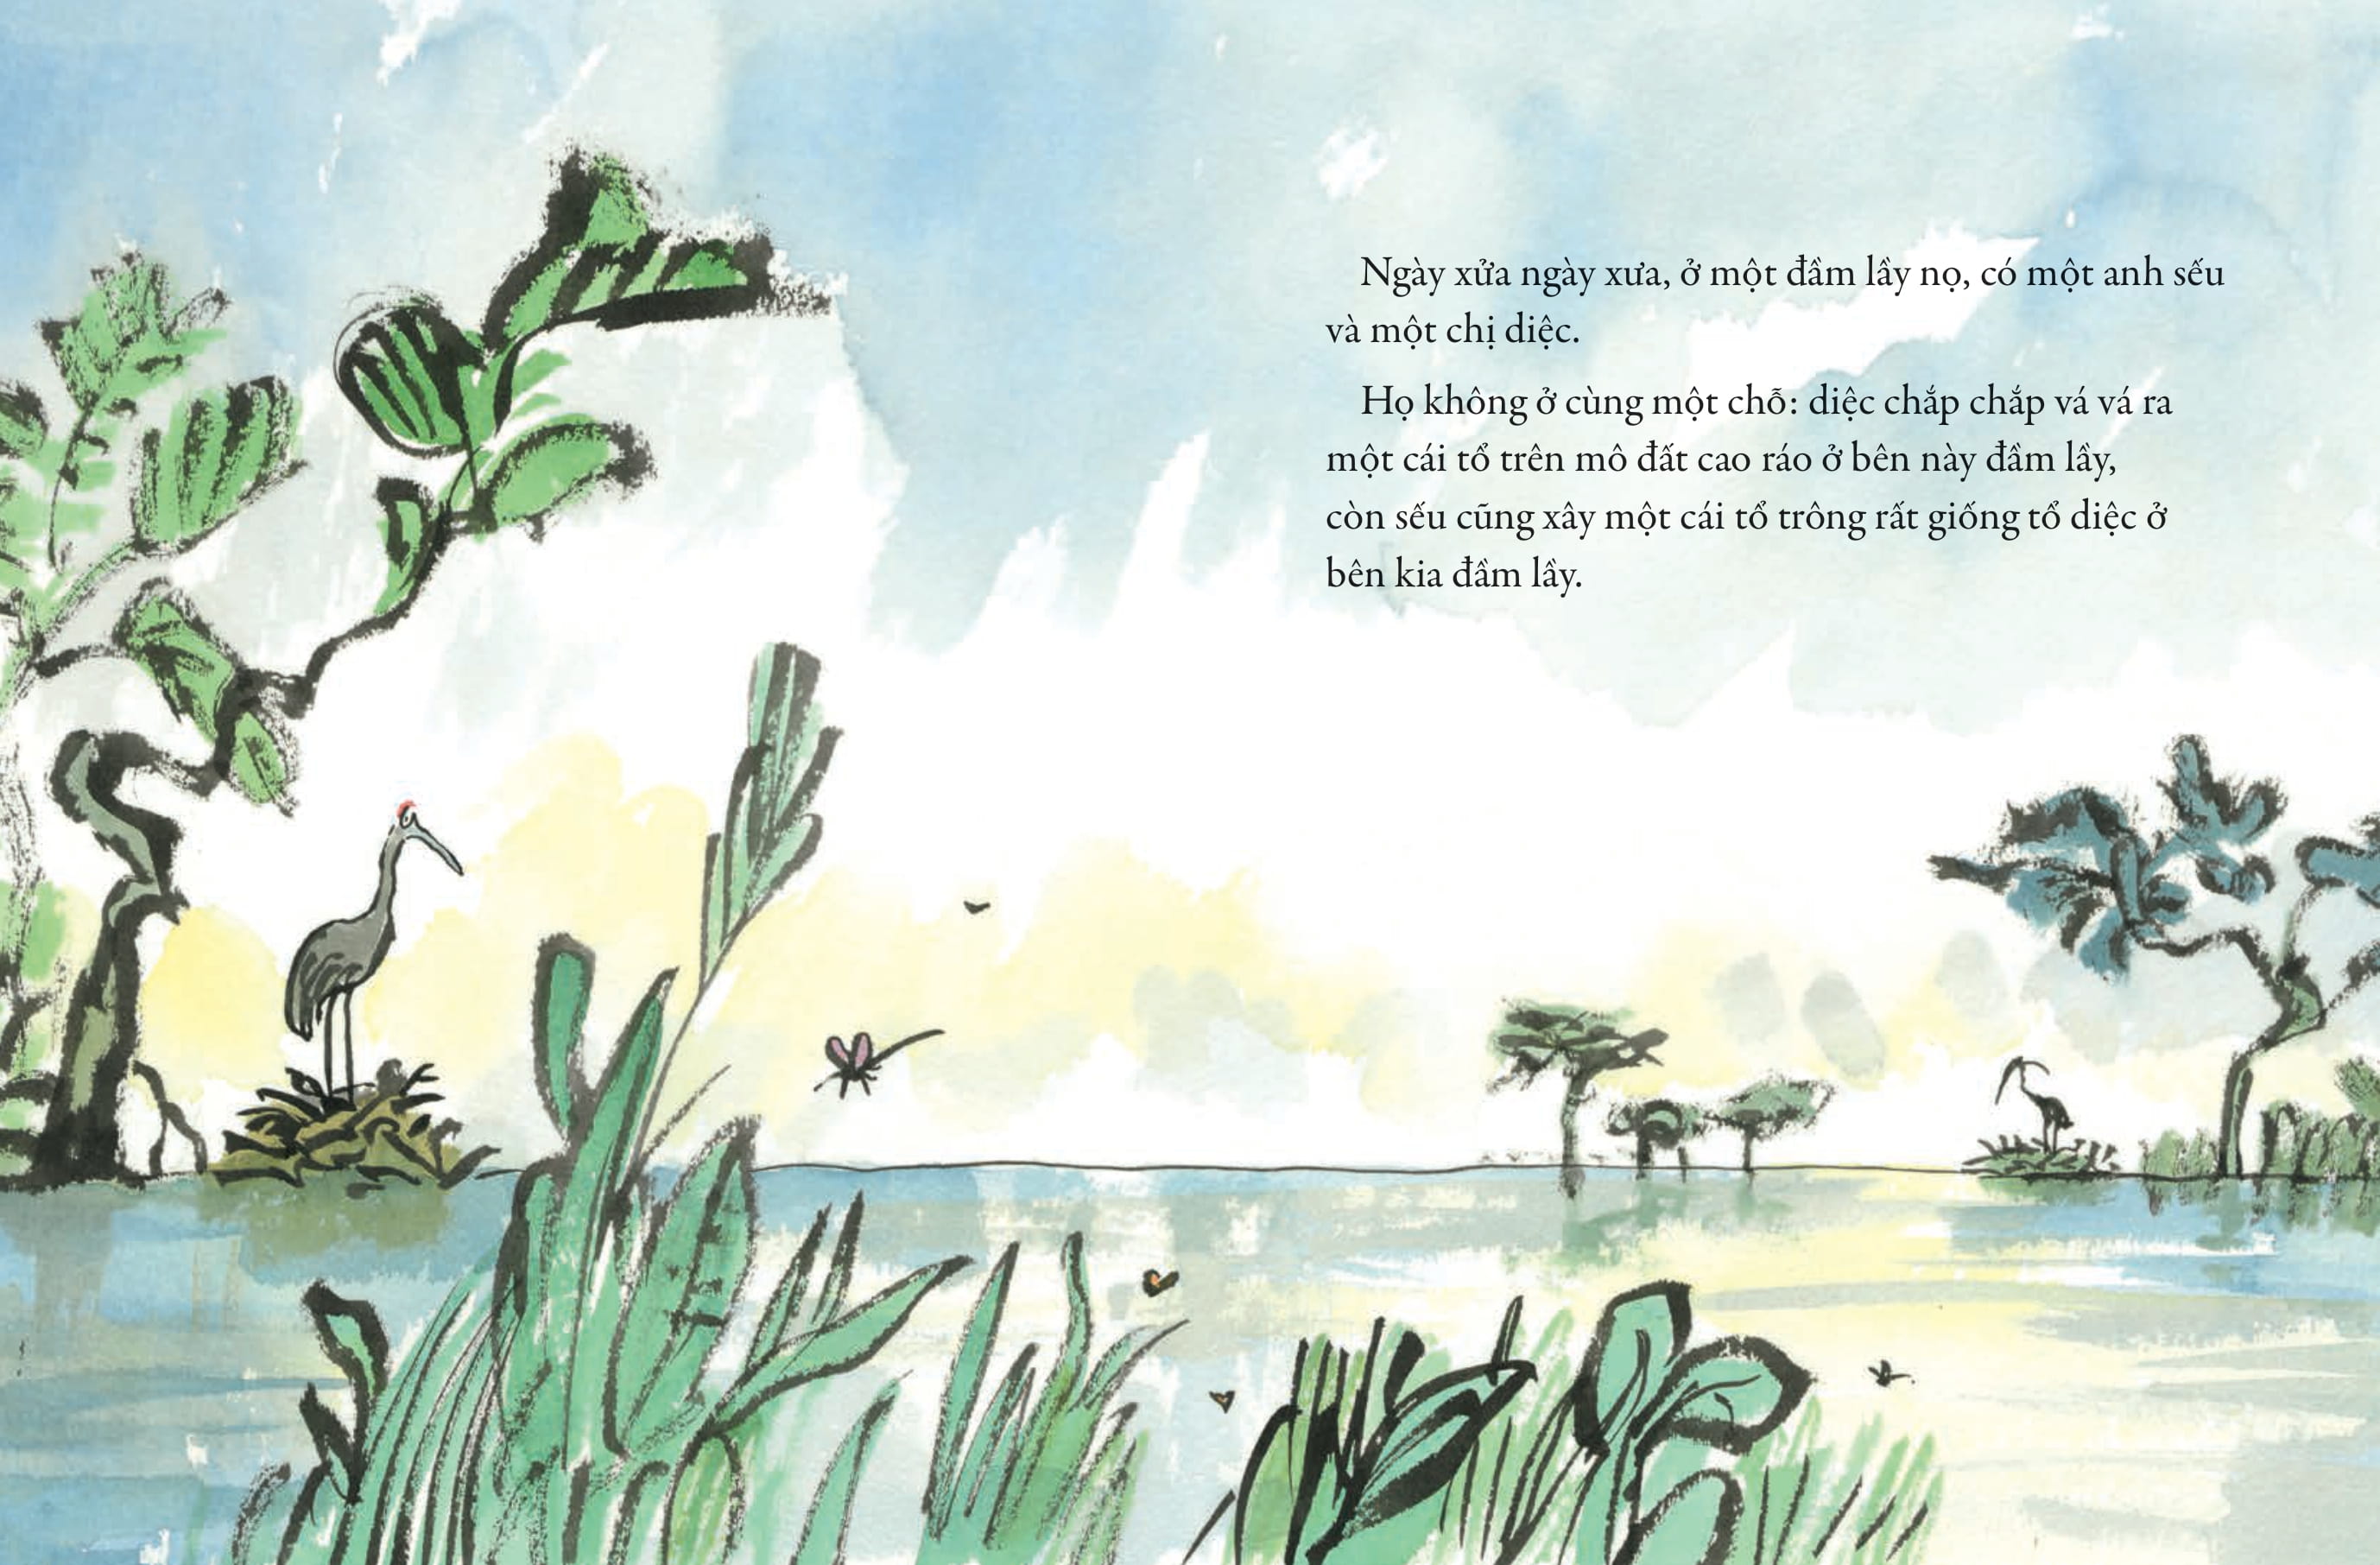 Ngày xửa ngày xưa, ở một đầm lầy nọ, có một anh sếu
và một chị diệc.
Họ không ở cùng một chỗ: diệc chắp chắp vá vá ra
một cái tổ trên mô đất cao ráo ở bên này đầm lầy,
còn sếu cũng xây một cái tổ trông rất giống tổ diệc ở
bên kia đầm lầy.